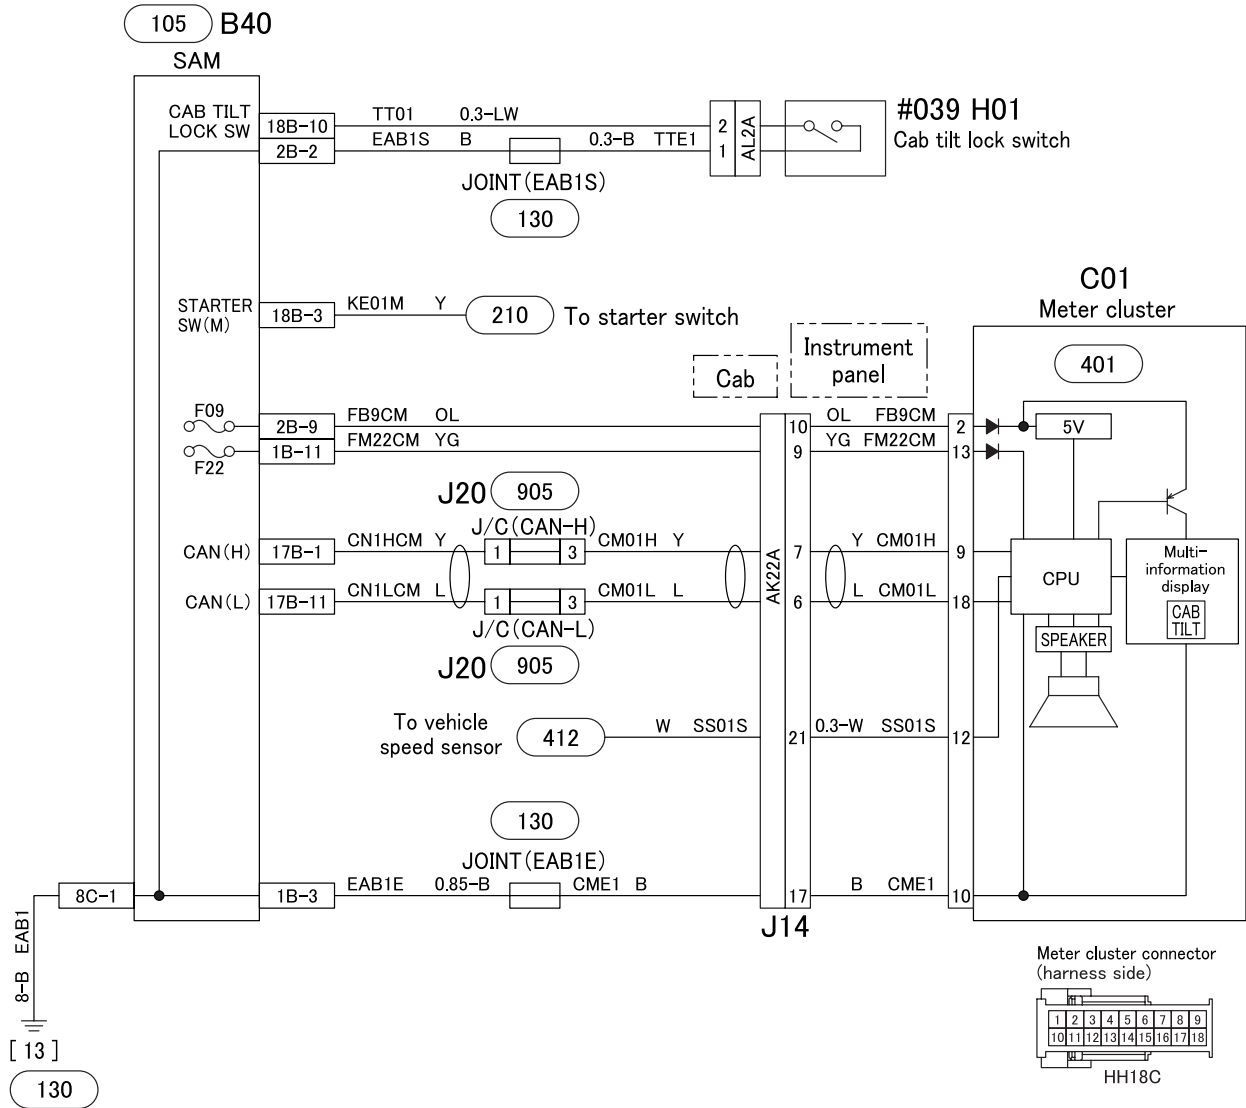 105 B40
SAM
CAB TILT
LOCK SW
18B-10
TT01 0.3-LW
2
AL2A
#039 H01
Cab tilt lock switch
2B-2
EAB1S B
0.3-B TTE1
1
JOINT(EAB1S)
130
STARTER
SW(M)
18B-3
KE01M Y
210 To starter switch
C01
Meter cluster
401
Cab
Instrument
panel
F09
2B-9
FB9CM OL
10
OL FB9CM
2
5V
F22
1B-11
FM22CM YG
9
YG FM22CM
13
J20 905
J/C(CAN-H)
CAN(H)
17B-1
CN1HCM Y
1 3
CM01H Y
7
Y CM01H
9
AK22A
CPU
Multi-
information
display
CAB
TILT
CAN(L)
17B-11
CN1LCM L
1 3
CM01L L
6
L CM01L
18
J/C(CAN-L)
J20 905
SPEAKER
To vehicle
speed sensor
412
W SS01S
21
0.3-W SS01S
12
130
JOINT(EAB1E)
8C-1
1B-3
EAB1E 0.85-B
CME1 B
17
B CME1
10
J14
8-B EAB1
[ 13 ]
130
Meter cluster connector
(harness side)
1 2 3 4 5 6 7 8 9
10 11 12 13 14 15 16 17 18
HH18C